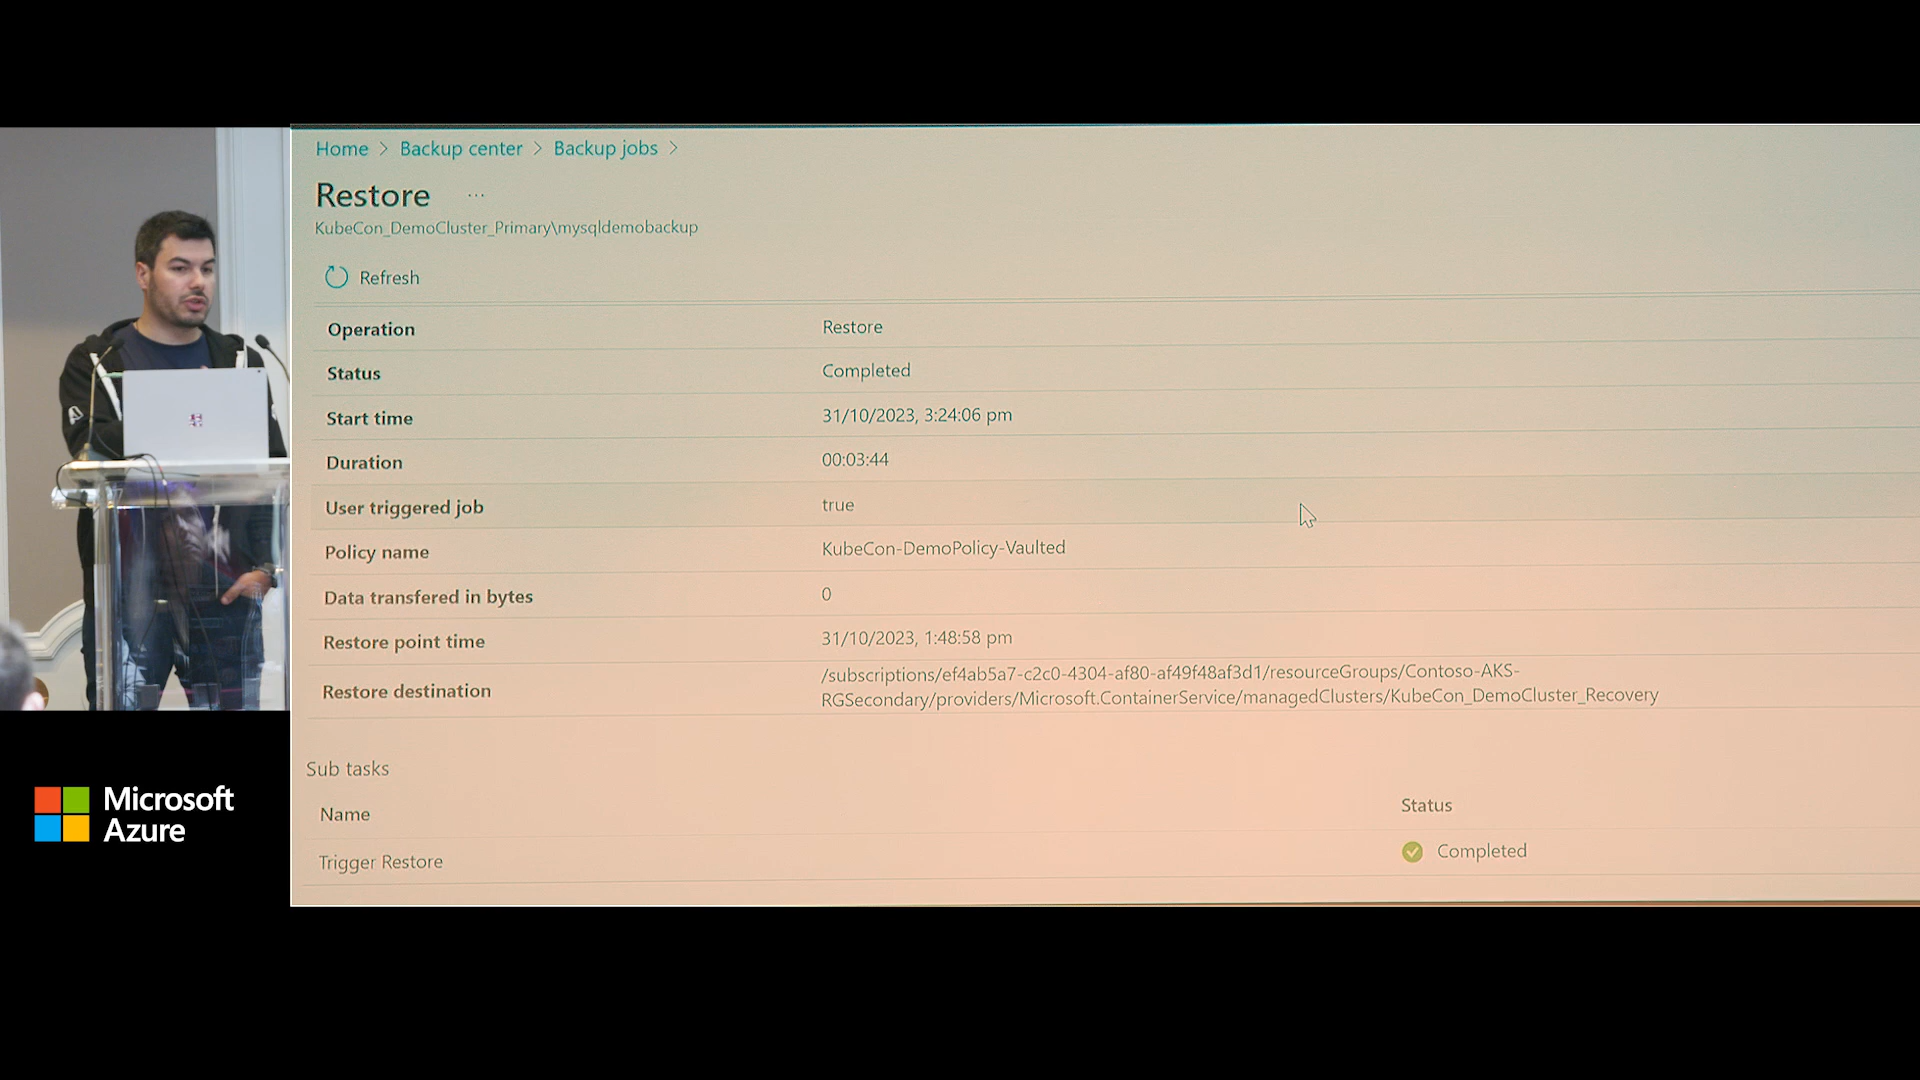 Home > Backup center > Backup jobs >
Restore ...
KubeCon_DemoCluster_Primary\mysqldemobackup
Refresh
Operation Restore
Status Completed
Start time 31/10/2023, 3:24:06 pm
Duration 00:03:44
User triggered job true
Policy name KubeCon-DemoPolicy-Vaulted
Data transfered in bytes 0
Restore point time 31/10/2023, 1:48:58 pm
Restore destination /subscriptions/ef4ab5a7-c2c0-4304-af80-af49f48af3d1/resourceGroups/Contoso-AKS-
RGSecondary/providers/Microsoft.ContainerService/managedClusters/KubeCon_DemoCluster_Recovery
Sub tasks
Name Status
Trigger Restore Completed
Microsoft
Azure